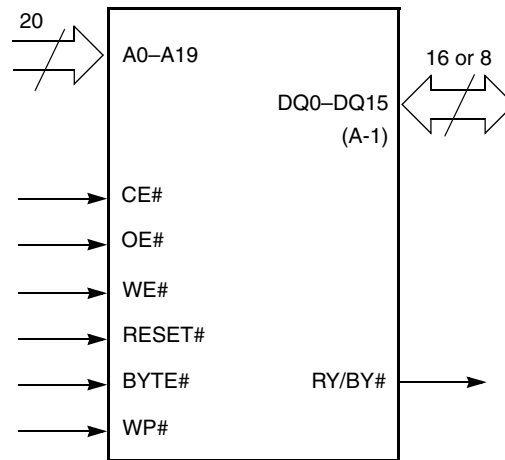 20
A0–A19
16 or 8
DQ0–DQ15
(A-1)
CE#
OE#
WE#
RESET#
BYTE#
RY/BY#
WP#